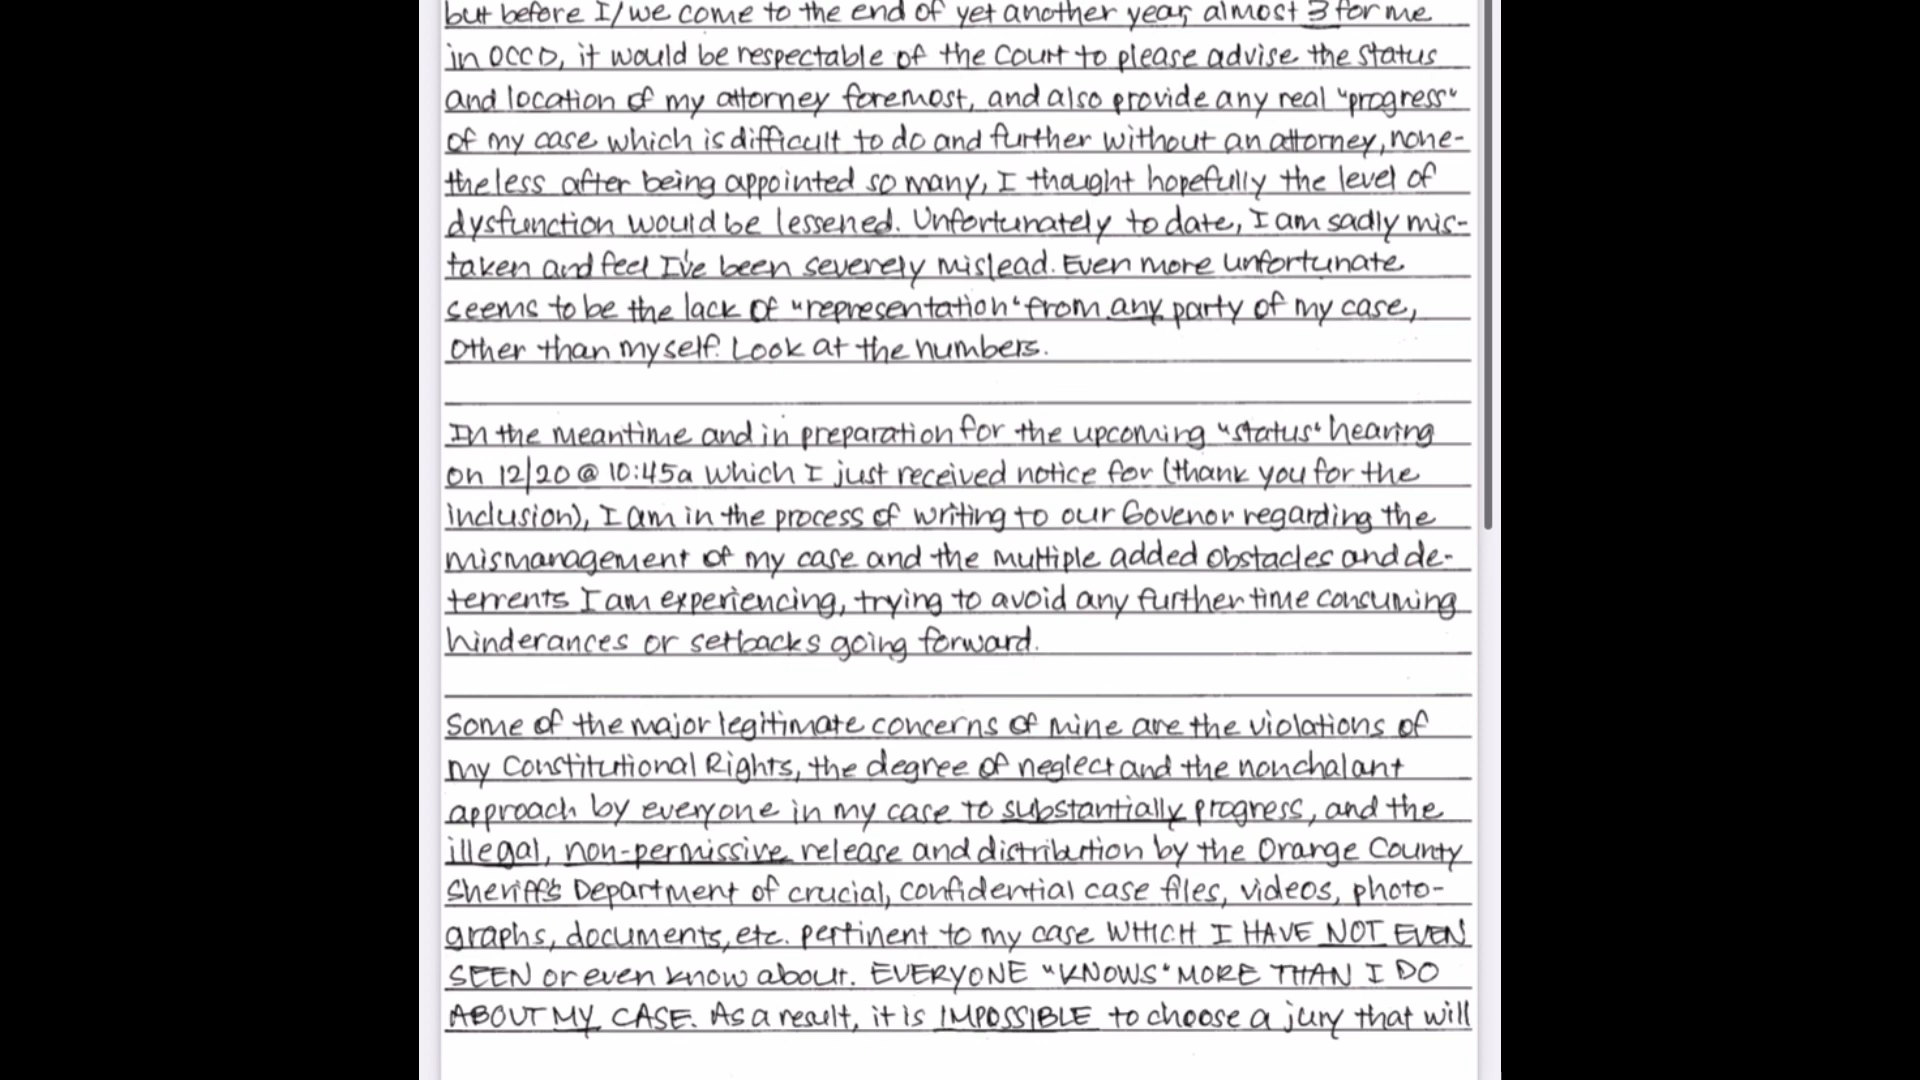 but before I/we come to the end of yet another year, almost 3 for me
in OCCD, it would be respectable of the Court to please advise the status
and location of my attorney foremost, and also provide any real "progress"
of my case which is difficult to do and further without an attorney, none-
theless after being appointed so many, I thought hopefully the level of
dysfunction would be lessened. Unfortunately to date, I am sadly mis-
taken and feel I've been severely mislead. Even more unfortunate
seems to be the lack of "representation" from any party of my case,
other than myself. Look at the numbers.
In the meantime and in preparation for the upcoming "status" hearing
on 12/20 @ 10:45a which I just received notice for (thank you for the
inclusion), I am in the process of writing to our Govenor regarding the
mismanagement of my case and the multiple added obstacles and de-
terrents I am experiencing, trying to avoid any further time consuming
hinderances or setbacks going forward.
Some of the major legitimate concerns of mine are the violations of
my Constitutional Rights, the degree of neglect and the nonchalant
approach by everyone in my case to substantially progress, and the
illegal, non-permissive release and distribution by the Orange County
Sheriff's Department of crucial, confidential case files, videos, photo-
graphs, documents, etc. pertinent to my case WHICH I HAVE NOT EVEN
SEEN or even know about. EVERYONE "KNOWS" MORE THAN I DO
ABOUT MY CASE. As a result, it is IMPOSSIBLE to choose a jury that will